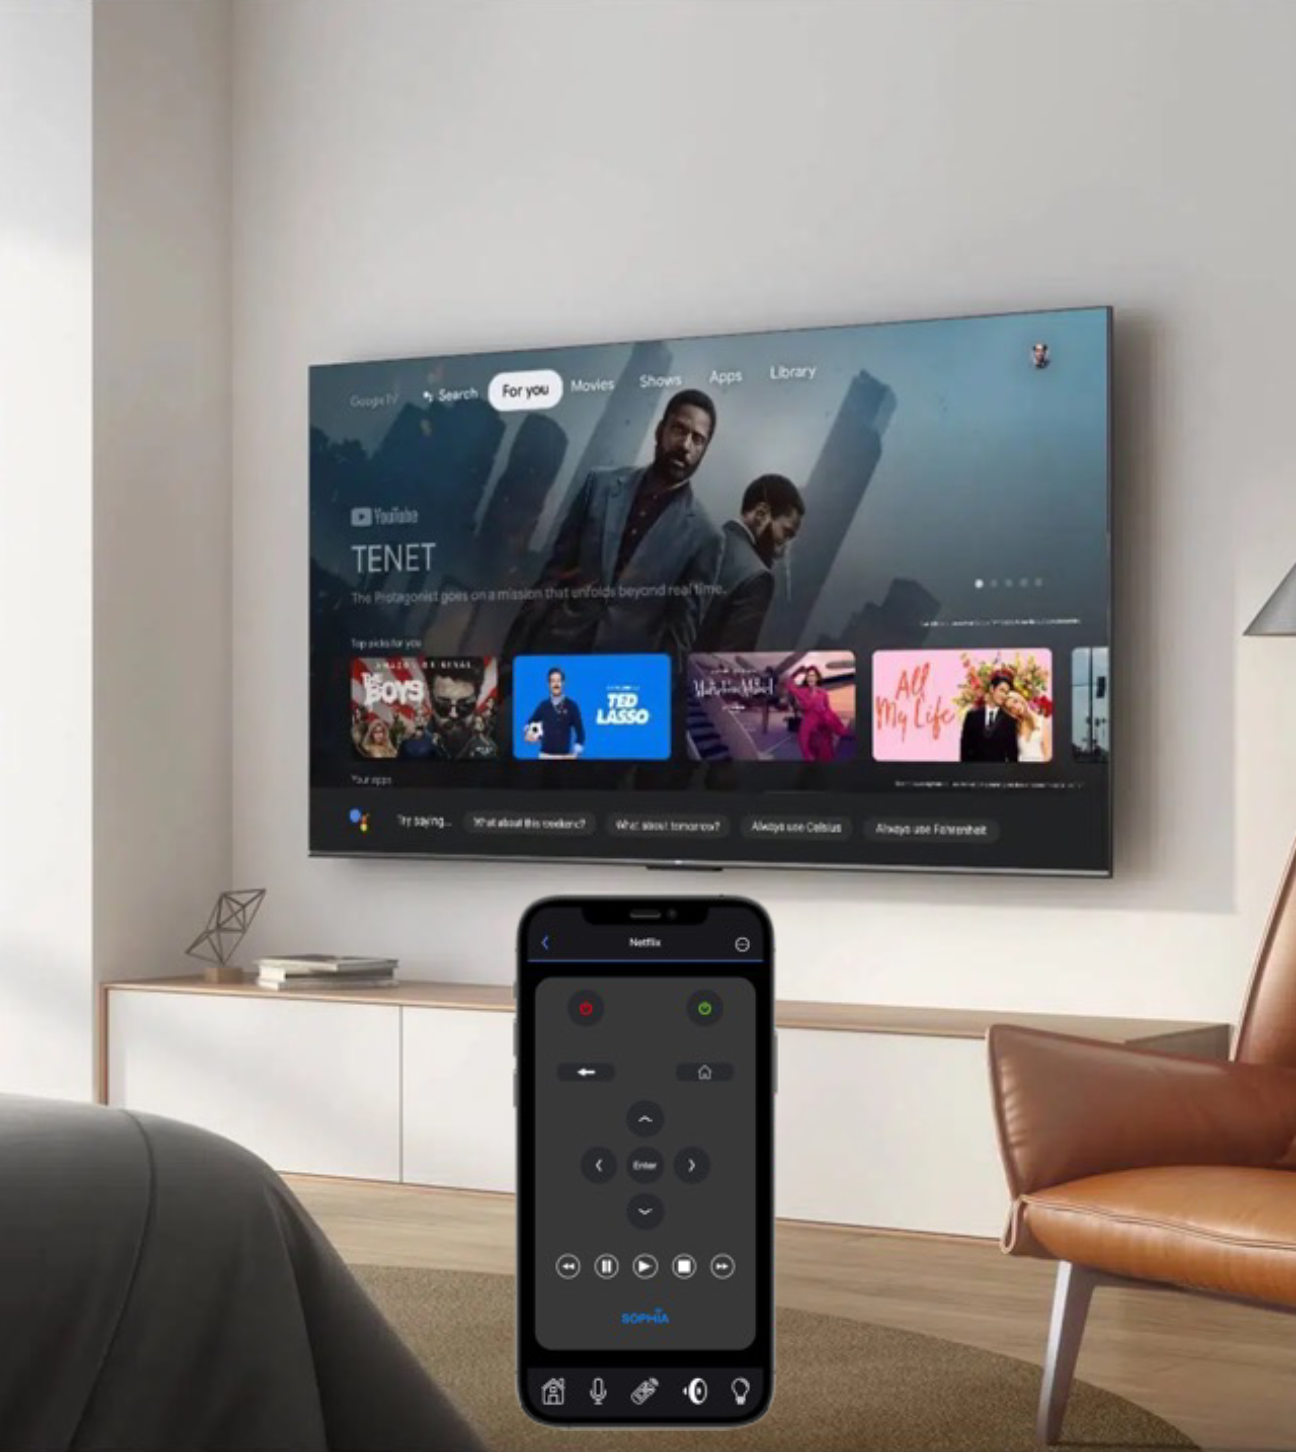 Google TV
Search
For you
Movies
Shows
Apps
Library
YouTube
TENET
The Protagonist goes on a mission that unfolds beyond real time.
Top picks for you
THE BOYS
TED
LASSO
All
My Life
Your apps
Try saying...
What about this weekend?
What about tomorrow?
Always use Celsius
Always use Fahrenheit
Netflix
Enter
SOPHIA